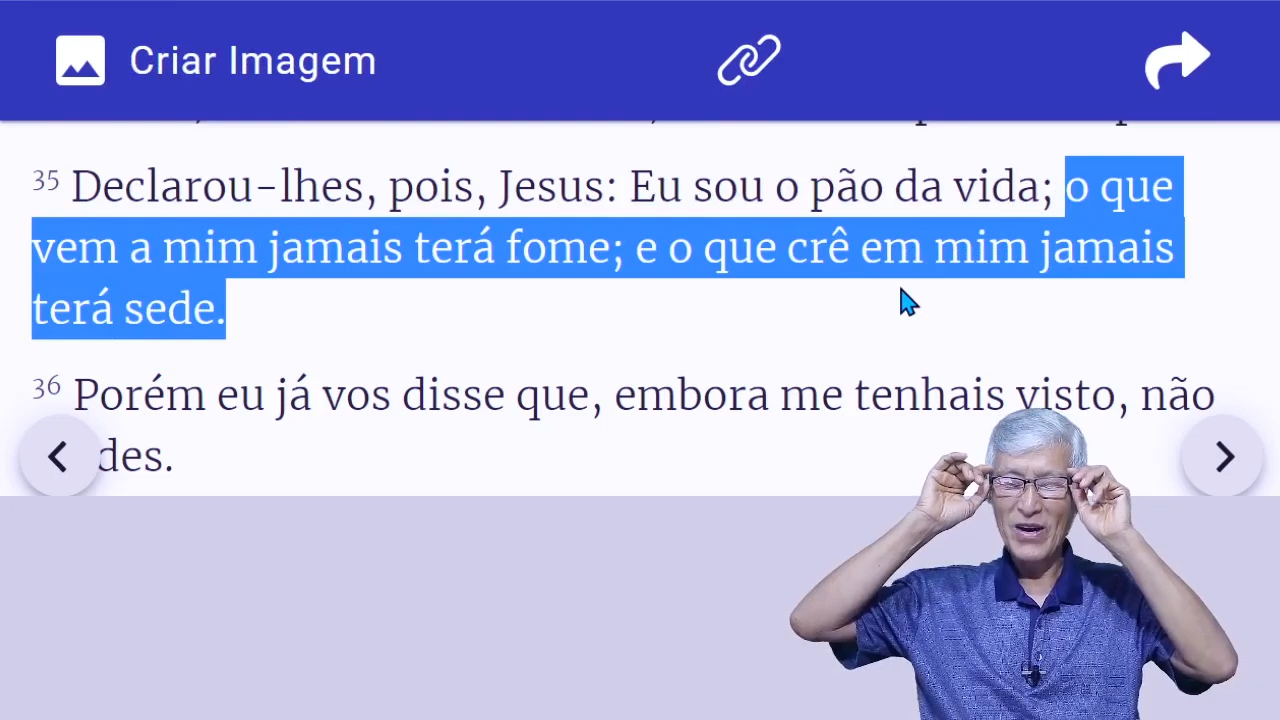 Criar Imagem
35 Declarou-lhes, pois, Jesus: Eu sou o pão da vida; o que
vem a mim jamais terá fome; e o que crê em mim jamais
terá sede.
36 Porém eu já vos disse que, embora me tenhais visto, não
des.